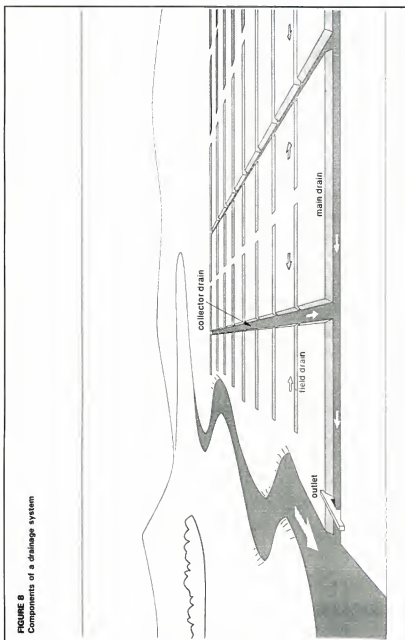 FIGURE 8
Components of a drainage system
collector drain
field drain
main drain
outlet